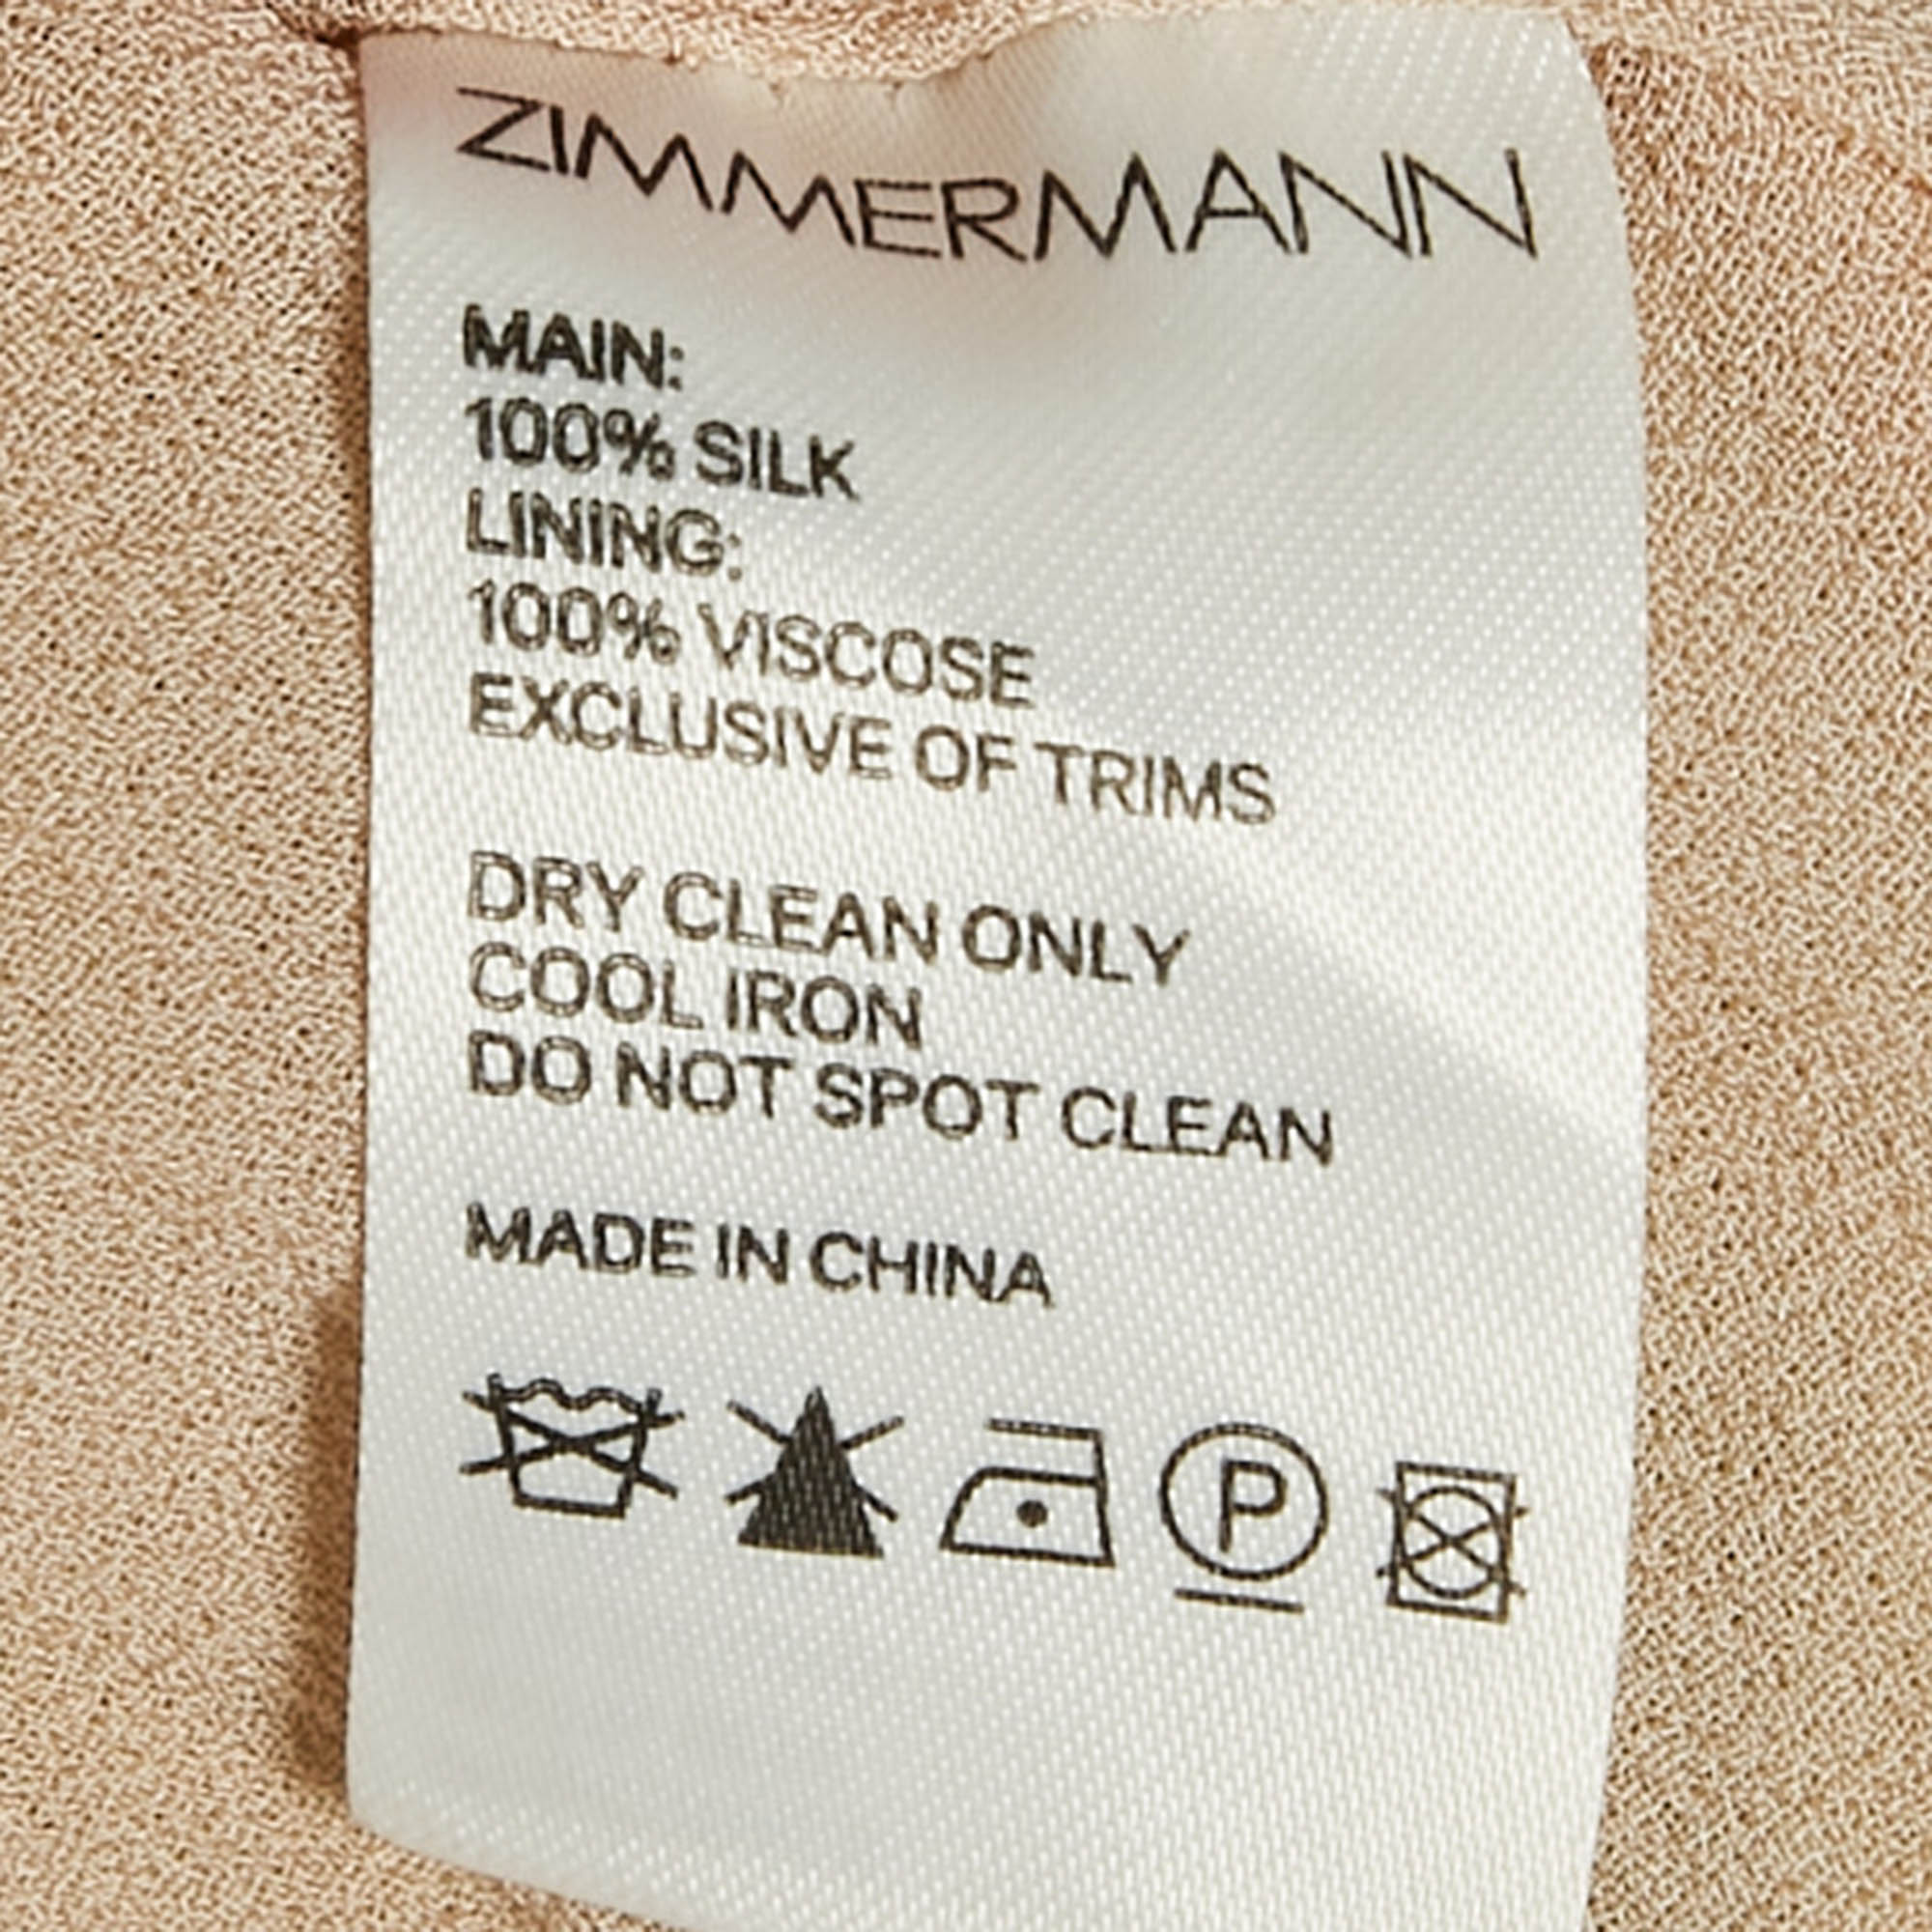 ZIMMERMANN
MAIN:
100% SILK
LINING:
100% VISCOSE
EXCLUSIVE OF TRIMS
DRY CLEAN ONLY
COOL IRON
DO NOT SPOT CLEAN
MADE IN CHINA
P